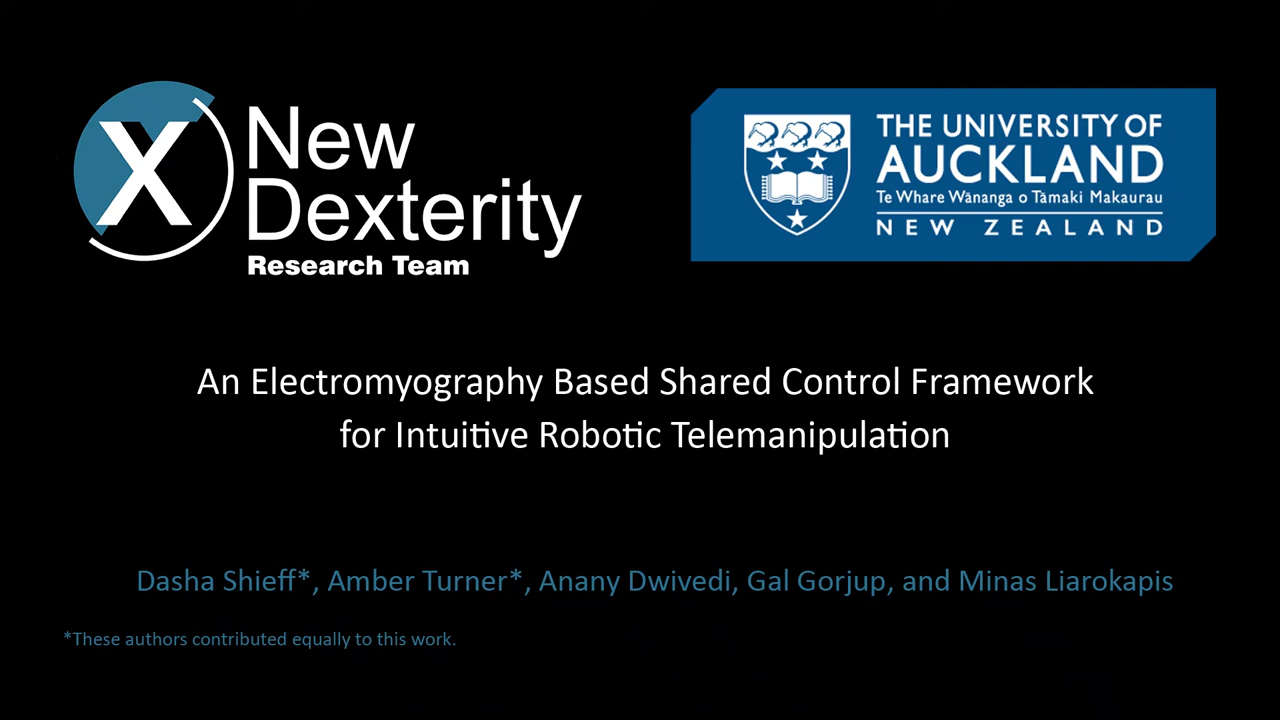 X
New
Dexterity
Research Team
THE UNIVERSITY OF
AUCKLAND
Te Whare Wānanga o Tāmaki Makaurau
NEW ZEALAND
An Electromyography Based Shared Control Framework
for Intuitive Robotic Telemanipulation
Dasha Shieff*, Amber Turner*, Anany Dwivedi, Gal Gorjup, and Minas Liarokapis
*These authors contributed equally to this work.